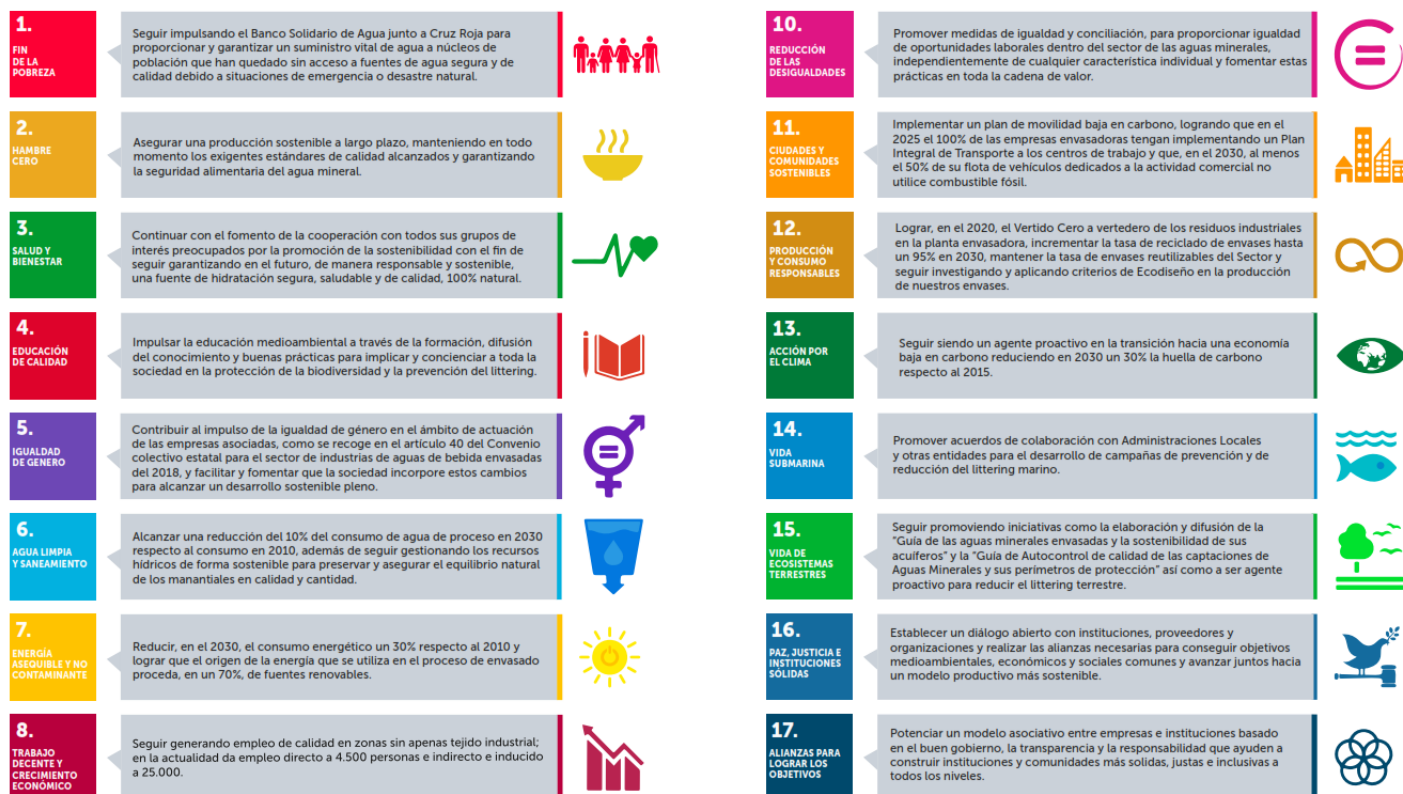 1.
FIN
DE LA
POBREZA
Seguir impulsando el Banco Solidario de Agua junto a Cruz Roja para
proporcionar y garantizar un suministro vital de agua a núcleos de
población que han quedado sin acceso a fuentes de agua segura y de
calidad debido a situaciones de emergencia o desastre natural.
2.
HAMBRE
CERO
Asegurar una producción sostenible a largo plazo, manteniendo en todo
momento los exigentes estándares de calidad alcanzados y garantizando
la seguridad alimentaria del agua mineral.
3.
SALUD Y
BIENESTAR
Continuar con el fomento de la cooperación con todos sus grupos de
interés preocupados por la promoción de la sostenibilidad con el fin de
seguir garantizando en el futuro, de manera responsable y sostenible,
una fuente de hidratación segura, saludable y de calidad, 100% natural.
4.
EDUCACIÓN
DE CALIDAD
Impulsar la educación medioambiental a través de la formación, difusión
del conocimiento y buenas prácticas para implicar y concienciar a toda la
sociedad en la protección de la biodiversidad y la prevención del littering.
5.
IGUALDAD
DE GENERO
Contribuir al impulso de la igualdad de género en el ámbito de actuación
de las empresas asociadas, como se recoge en el artículo 40 del Convenio
colectivo estatal para el sector de industrias de aguas de bebida envasadas
del 2018, y facilitar y fomentar que la sociedad incorpore estos cambios
para alcanzar un desarrollo sostenible pleno.
6.
AGUA LIMPIA
Y SANEAMIENTO
Alcanzar una reducción del 10% del consumo de agua de proceso en 2030
respecto al consumo en 2010, además de seguir gestionando los recursos
hídricos de forma sostenible para preservar y asegurar el equilibrio natural
de los manantiales en calidad y cantidad.
7.
ENERGÍA
ASEQUIBLE Y NO
CONTAMINANTE
Reducir, en el 2030, el consumo energético un 30% respecto al 2010 y
lograr que el origen de la energía que se utiliza en el proceso de envasado
proceda, en un 70%, de fuentes renovables.
8.
TRABAJO
DECENTE Y
CRECIMIENTO
ECONÓMICO
Seguir generando empleo de calidad en zonas sin apenas tejido industrial;
en la actualidad da empleo directo a 4.500 personas e indirecto e inducido
a 25.000.
10.
REDUCCIÓN
DE LAS
DESIGUALDADES
Promover medidas de igualdad y conciliación, para proporcionar igualdad
de oportunidades laborales dentro del sector de las aguas minerales,
independientemente de cualquier característica individual y fomentar estas
prácticas en toda la cadena de valor.
11.
CIUDADES Y
COMUNIDADES
SOSTENIBLES
Implementar un plan de movilidad baja en carbono, logrando que en el
2025 el 100% de las empresas envasadoras tengan implementando un Plan
Integral de Transporte a los centros de trabajo y que, en el 2030, al menos
el 50% de su flota de vehículos dedicados a la actividad comercial no
utilice combustible fósil.
12.
PRODUCCIÓN
Y CONSUMO
RESPONSABLES
Lograr, en el 2020, el Vertido Cero a vertedero de los residuos industriales
en la planta envasadora, incrementar la tasa de reciclado de envases hasta
un 95% en 2030, mantener la tasa de envases reutilizables del Sector y
seguir investigando y aplicando criterios de Ecodiseño en la producción
de nuestros envases.
13.
ACCIÓN POR
EL CLIMA
Seguir siendo un agente proactivo en la transición hacia una economía
baja en carbono reduciendo en 2030 un 30% la huella de carbono
respecto al 2015.
14.
VIDA
SUBMARINA
Promover acuerdos de colaboración con Administraciones Locales
y otras entidades para el desarrollo de campañas de prevención y de
reducción del littering marino.
15.
VIDA DE
ECOSISTEMAS
TERRESTRES
Seguir promoviendo iniciativas como la elaboración y difusión de la
"Guía de las aguas minerales envasadas y la sostenibilidad de sus
acuíferos" y la "Guía de Autocontrol de calidad de las captaciones de
Aguas Minerales y sus perímetros de protección" así como a ser agente
proactivo para reducir el littering terrestre.
16.
PAZ, JUSTICIA E
INSTITUCIONES
SÓLIDAS
Establecer un diálogo abierto con instituciones, proveedores y
organizaciones y realizar las alianzas necesarias para conseguir objetivos
medioambientales, económicos y sociales comunes y avanzar juntos hacia
un modelo productivo más sostenible.
17.
ALIANZAS PARA
LOGRAR LOS
OBJETIVOS
Potenciar un modelo asociativo entre empresas e instituciones basado
en el buen gobierno, la transparencia y la responsabilidad que ayuden a
construir instituciones y comunidades más solidas, justas e inclusivas a
todos los niveles.